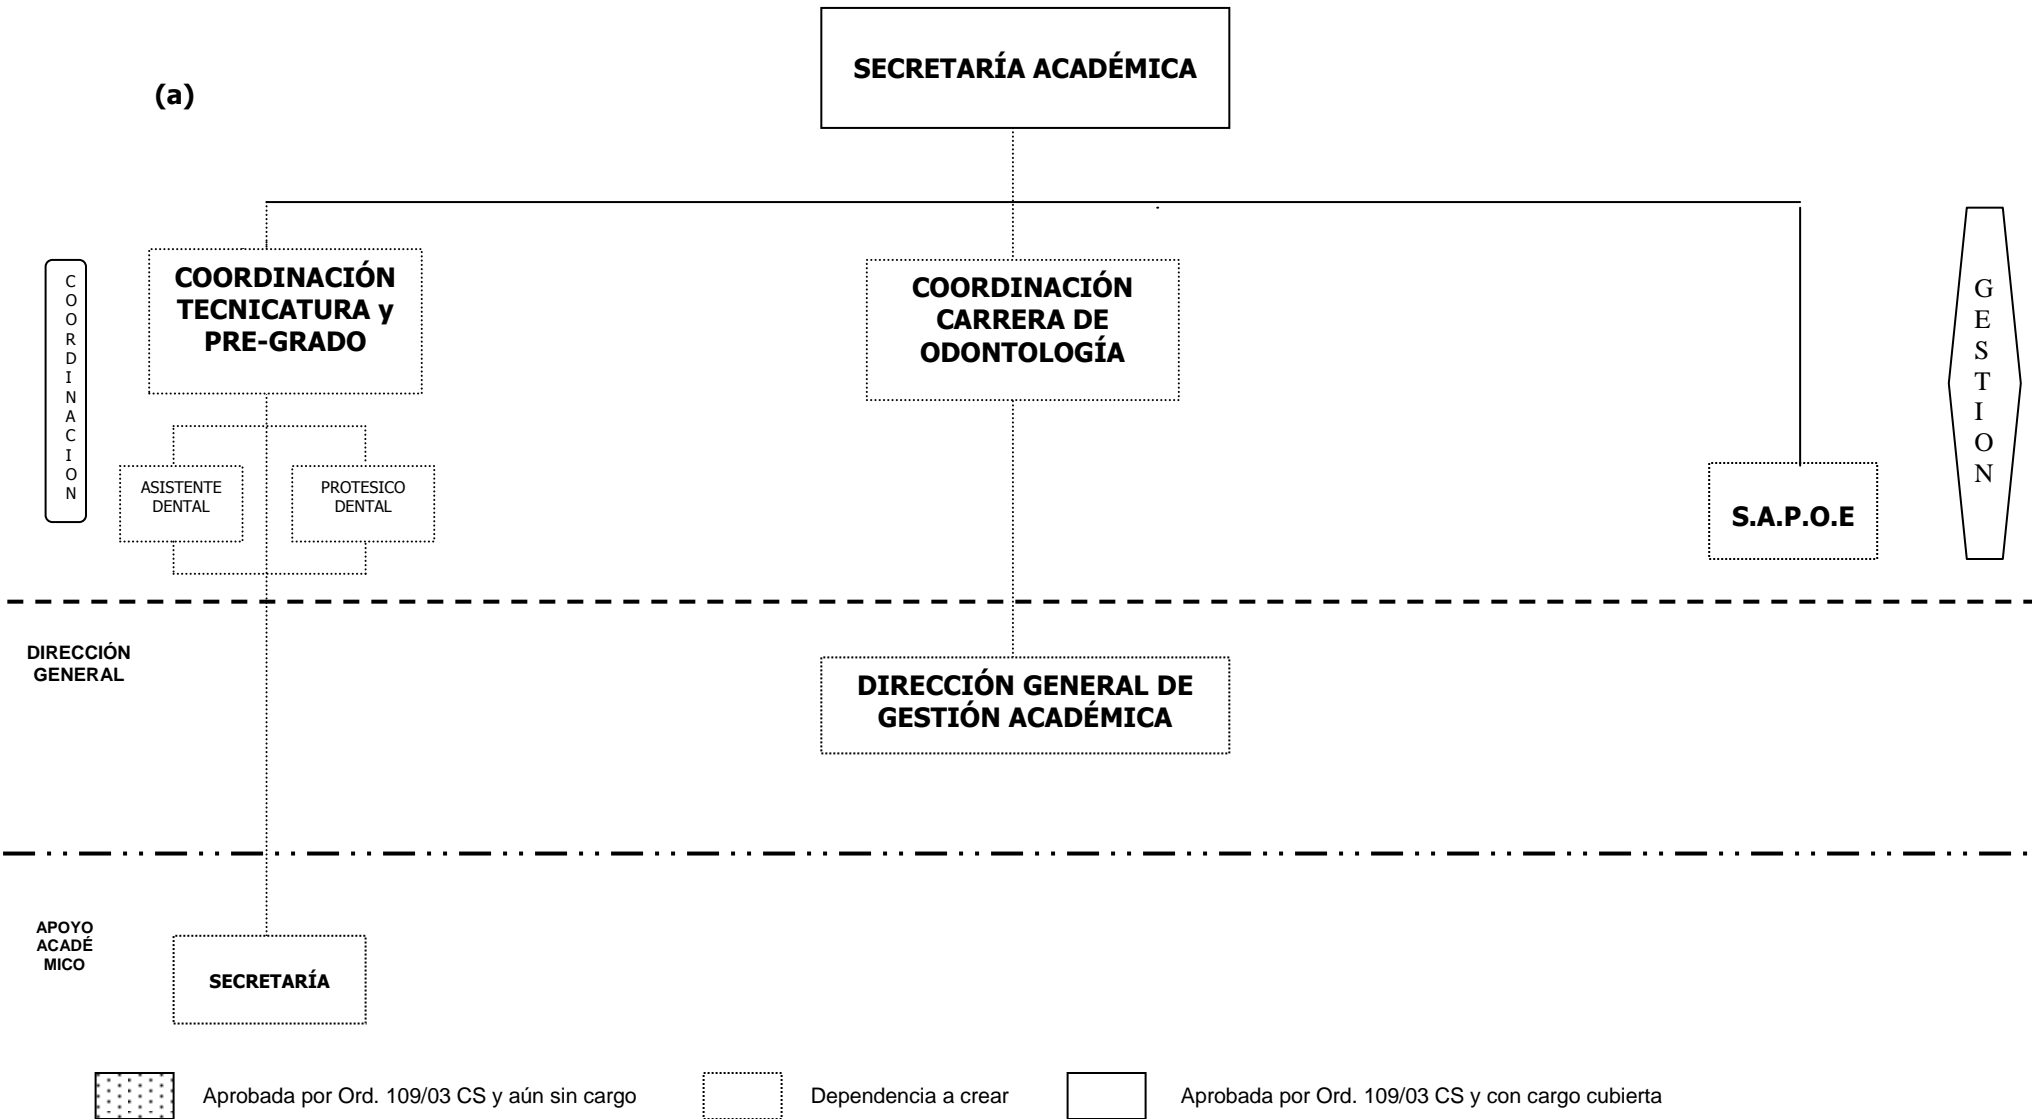 SECRETARÍA ACADÉMICA
(a)
COORDINACION
COORDINACIÓN
TECNICATURA y
PRE-GRADO
COORDINACIÓN
CARRERA DE
ODONTOLOGÍA
GESTION
ASISTENTE
DENTAL
PROTESICO
DENTAL
S.A.P.O.E
DIRECCIÓN
GENERAL
DIRECCIÓN GENERAL DE
GESTIÓN ACADÉMICA
APOYO
ACADÉ
MICO
SECRETARÍA
Aprobada por Ord. 109/03 CS y aún sin cargo
Dependencia a crear
Aprobada por Ord. 109/03 CS y con cargo cubierta